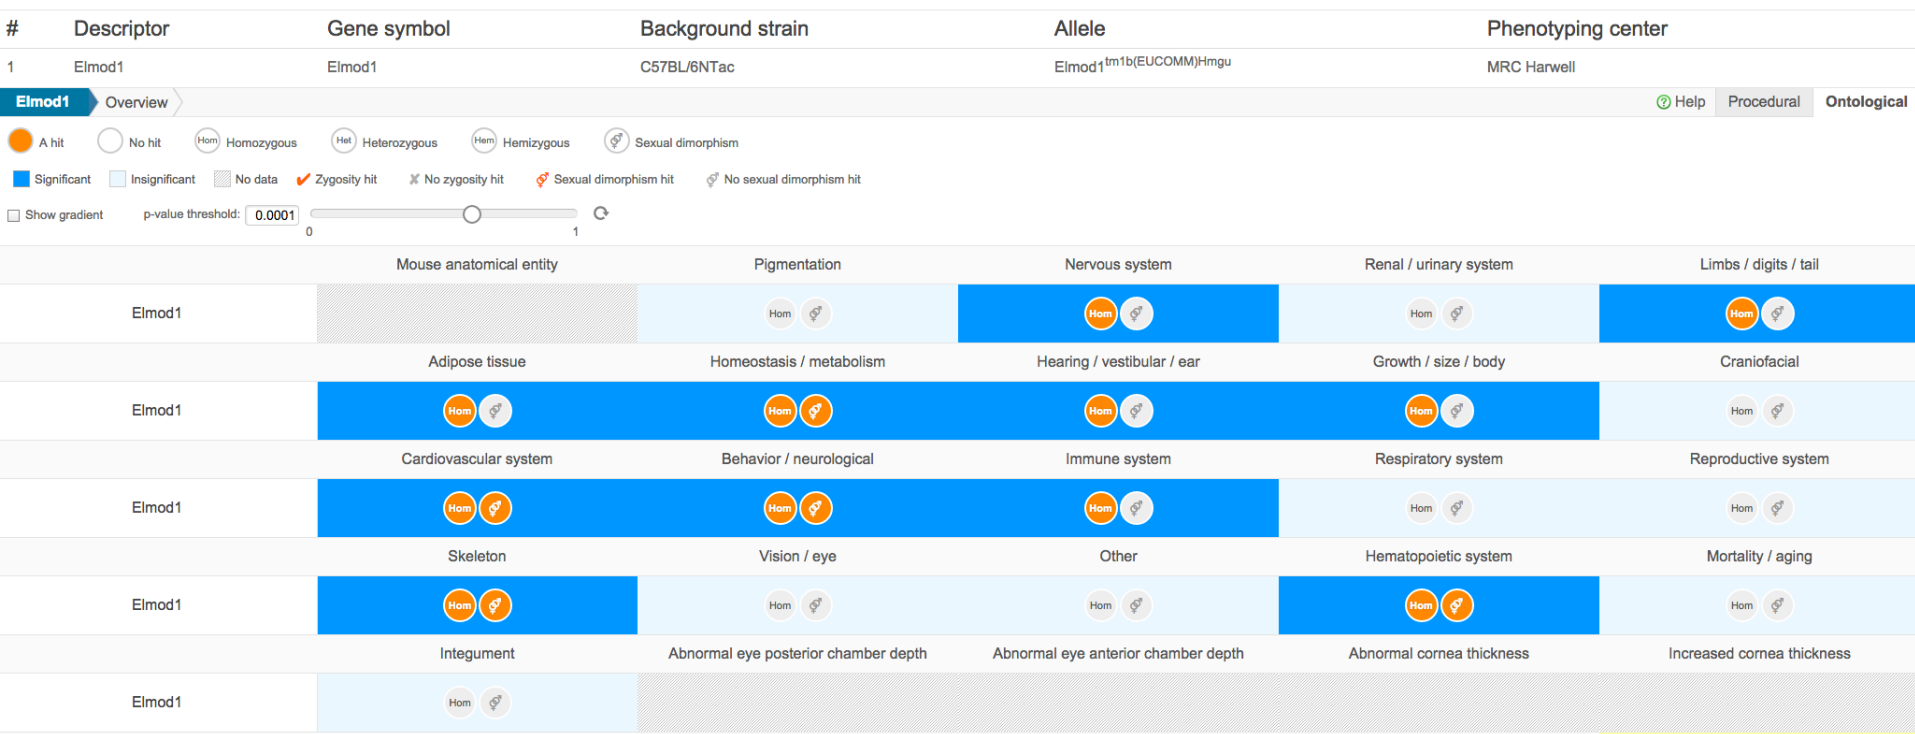 # Descriptor Gene symbol Background strain Allele Phenotyping center
1 Elmod1 Elmod1 C57BL/6NTac Elmod1tm1b(EUCOMM)Hmgu MRC Harwell
Elmod1 Overview Help Procedural Ontological
A hit No hit Hom Homozygous Het Heterozygous Hem Hemizygous Sexual dimorphism
Significant Insignificant No data Zygosity hit No zygosity hit Sexual dimorphism hit No sexual dimorphism hit
Show gradient p-value threshold: 0.0001
0 1
Mouse anatomical entity Pigmentation Nervous system Renal / urinary system Limbs / digits / tail
Elmod1 Hom Hom Hom Hom
Adipose tissue Homeostasis / metabolism Hearing / vestibular / ear Growth / size / body Craniofacial
Elmod1 Hom Hom Hom Hom Hom
Cardiovascular system Behavior / neurological Immune system Respiratory system Reproductive system
Elmod1 Hom Hom Hom Hom Hom
Skeleton Vision / eye Other Hematopoietic system Mortality / aging
Elmod1 Hom Hom Hom Hom Hom
Integument Abnormal eye posterior chamber depth Abnormal eye anterior chamber depth Abnormal cornea thickness Increased cornea thickness
Elmod1 Hom